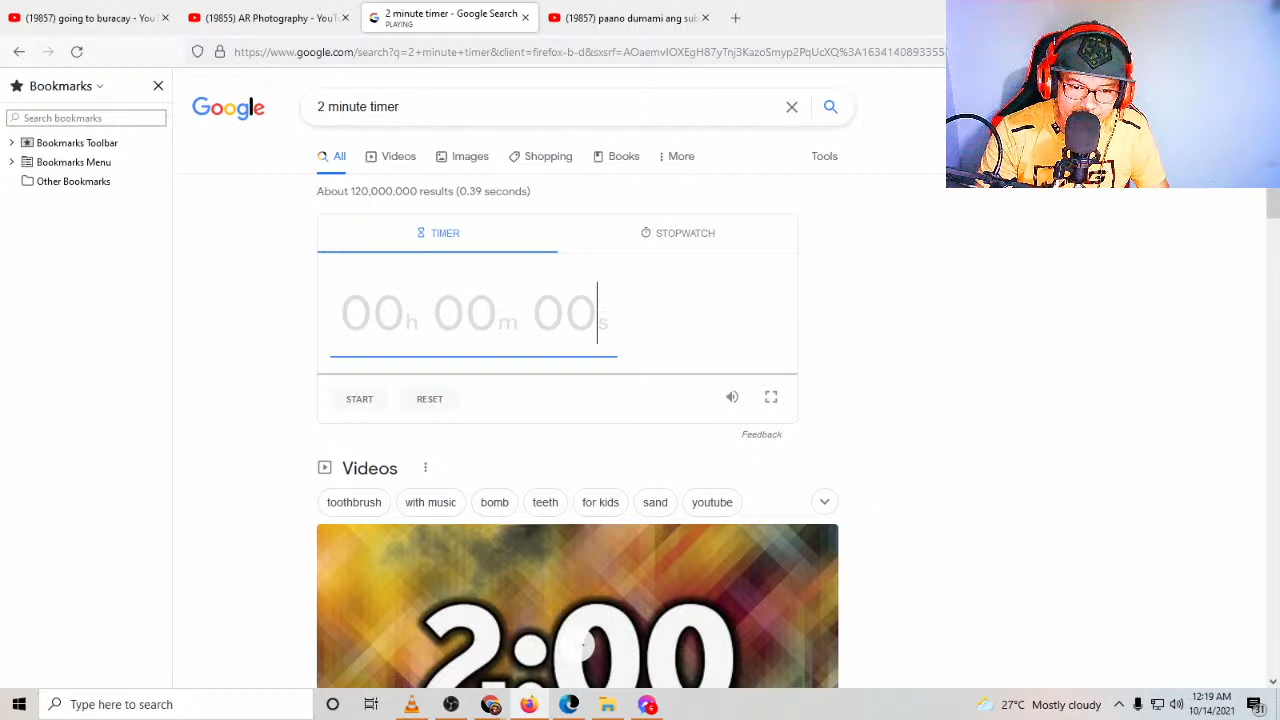 (19857) going to buracay - YouT
(19855) AR Photography - YouT
2 minute timer - Google Search
PLAYING
(19857) paano dumami ang sub
https://www.google.com/search?q=2+minute+timer&client=firefox-b-d&sxsrf=AOaemvIOXEgH87yTnj3KazoSmyp2PqUcXQ%3A1634140893355
Bookmarks
Search bookmarks
Bookmarks Toolbar
Bookmarks Menu
Other Bookmarks
Google
2 minute timer
All
Videos
Images
Shopping
Books
More
Tools
About 120,000,000 results (0.39 seconds)
TIMER
STOPWATCH
00h 00m 00s
START
RESET
Feedback
Videos
toothbrush
with music
bomb
teeth
for kids
sand
youtube
2:00
Type here to search
27°C Mostly cloudy
12:19 AM
10/14/2021
31